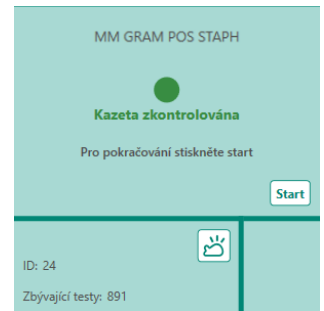 MM GRAM POS STAPH
Kazeta zkontrolována
Pro pokračování stiskněte start
Start
ID: 24
Zbývající testy: 891